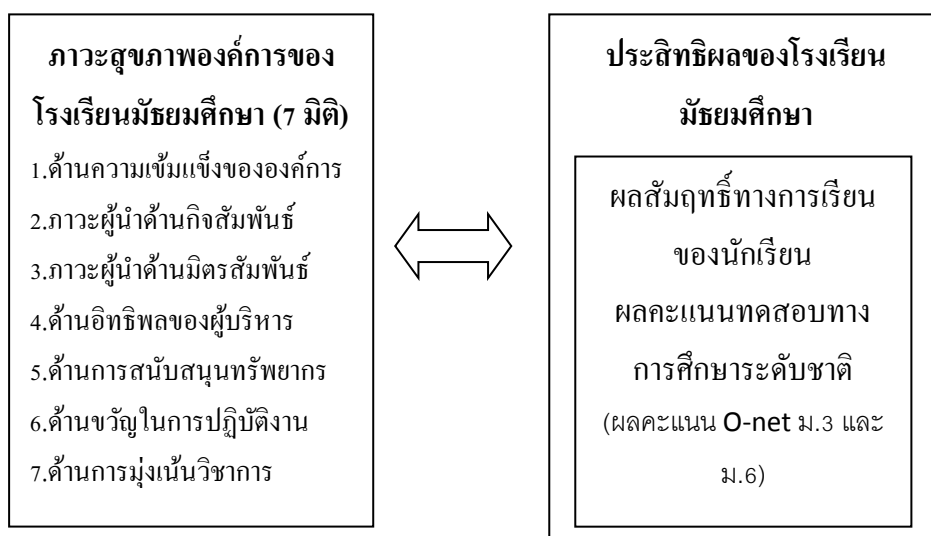 ภาวะสุขภาพองค์การของ
โรงเรียนมัธยมศึกษา (7 มิติ)
1.ด้านความเข้มแข็งขององค์การ
2.ภาวะผู้นำด้านกิจสัมพันธ์
3.ภาวะผู้นำด้านมิตรสัมพันธ์
4.ด้านอิทธิพลของผู้บริหาร
5.ด้านการสนับสนุนทรัพยากร
6.ด้านขวัญในการปฏิบัติงาน
7.ด้านการมุ่งเน้นวิชาการ
ประสิทธิผลของโรงเรียน
มัธยมศึกษา
ผลสัมฤทธิ์ทางการเรียน
ของนักเรียน
ผลคะแนนทดสอบทาง
การศึกษาระดับชาติ
(ผลคะแนน O-net ม.3 และ
ม.6)